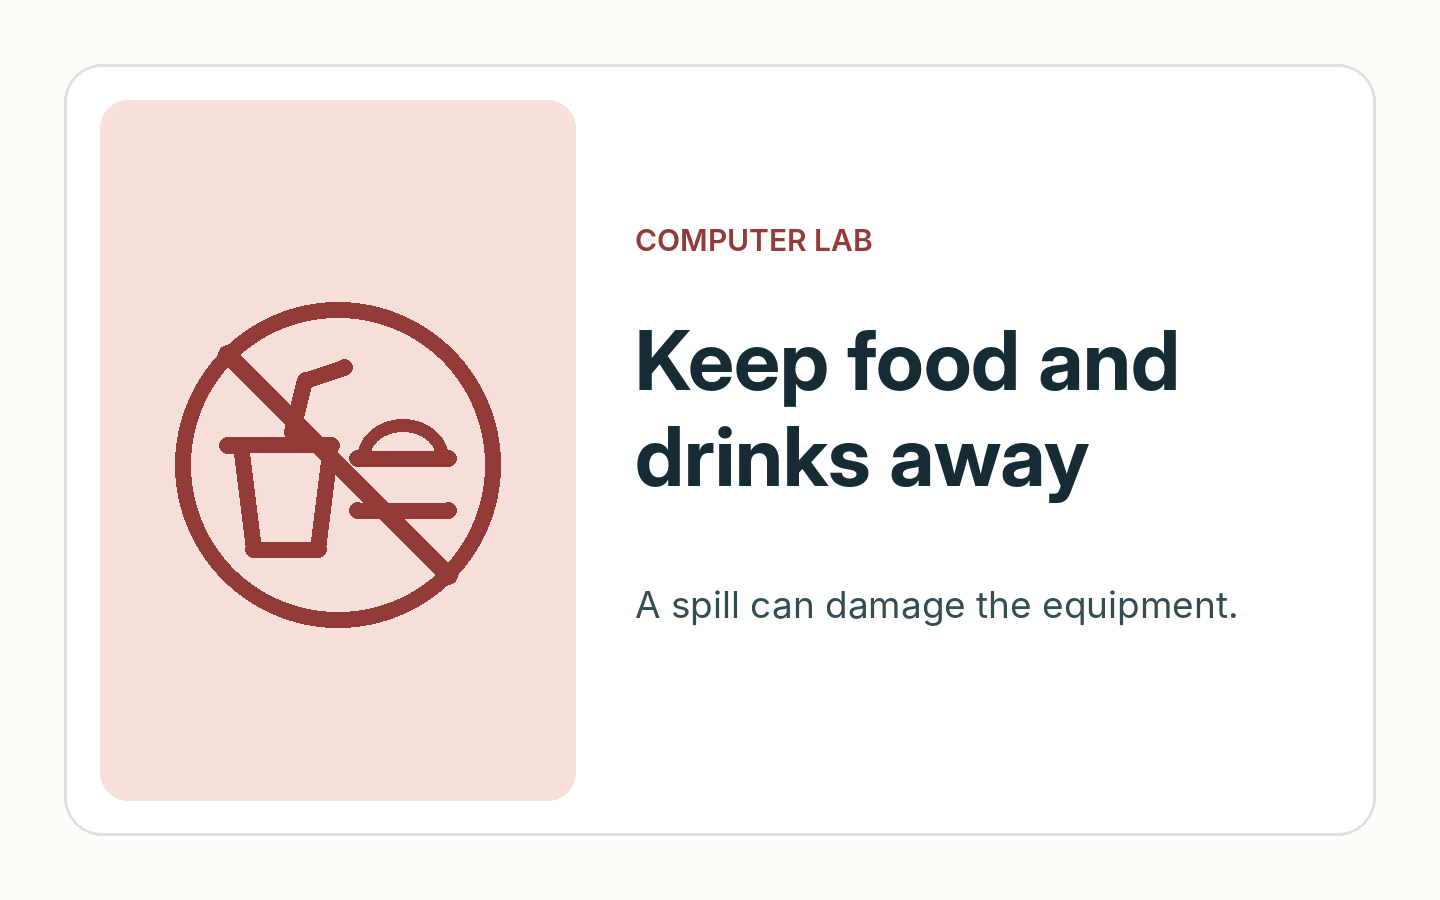 COMPUTER LAB
Keep food and
drinks away
A spill can damage the equipment.